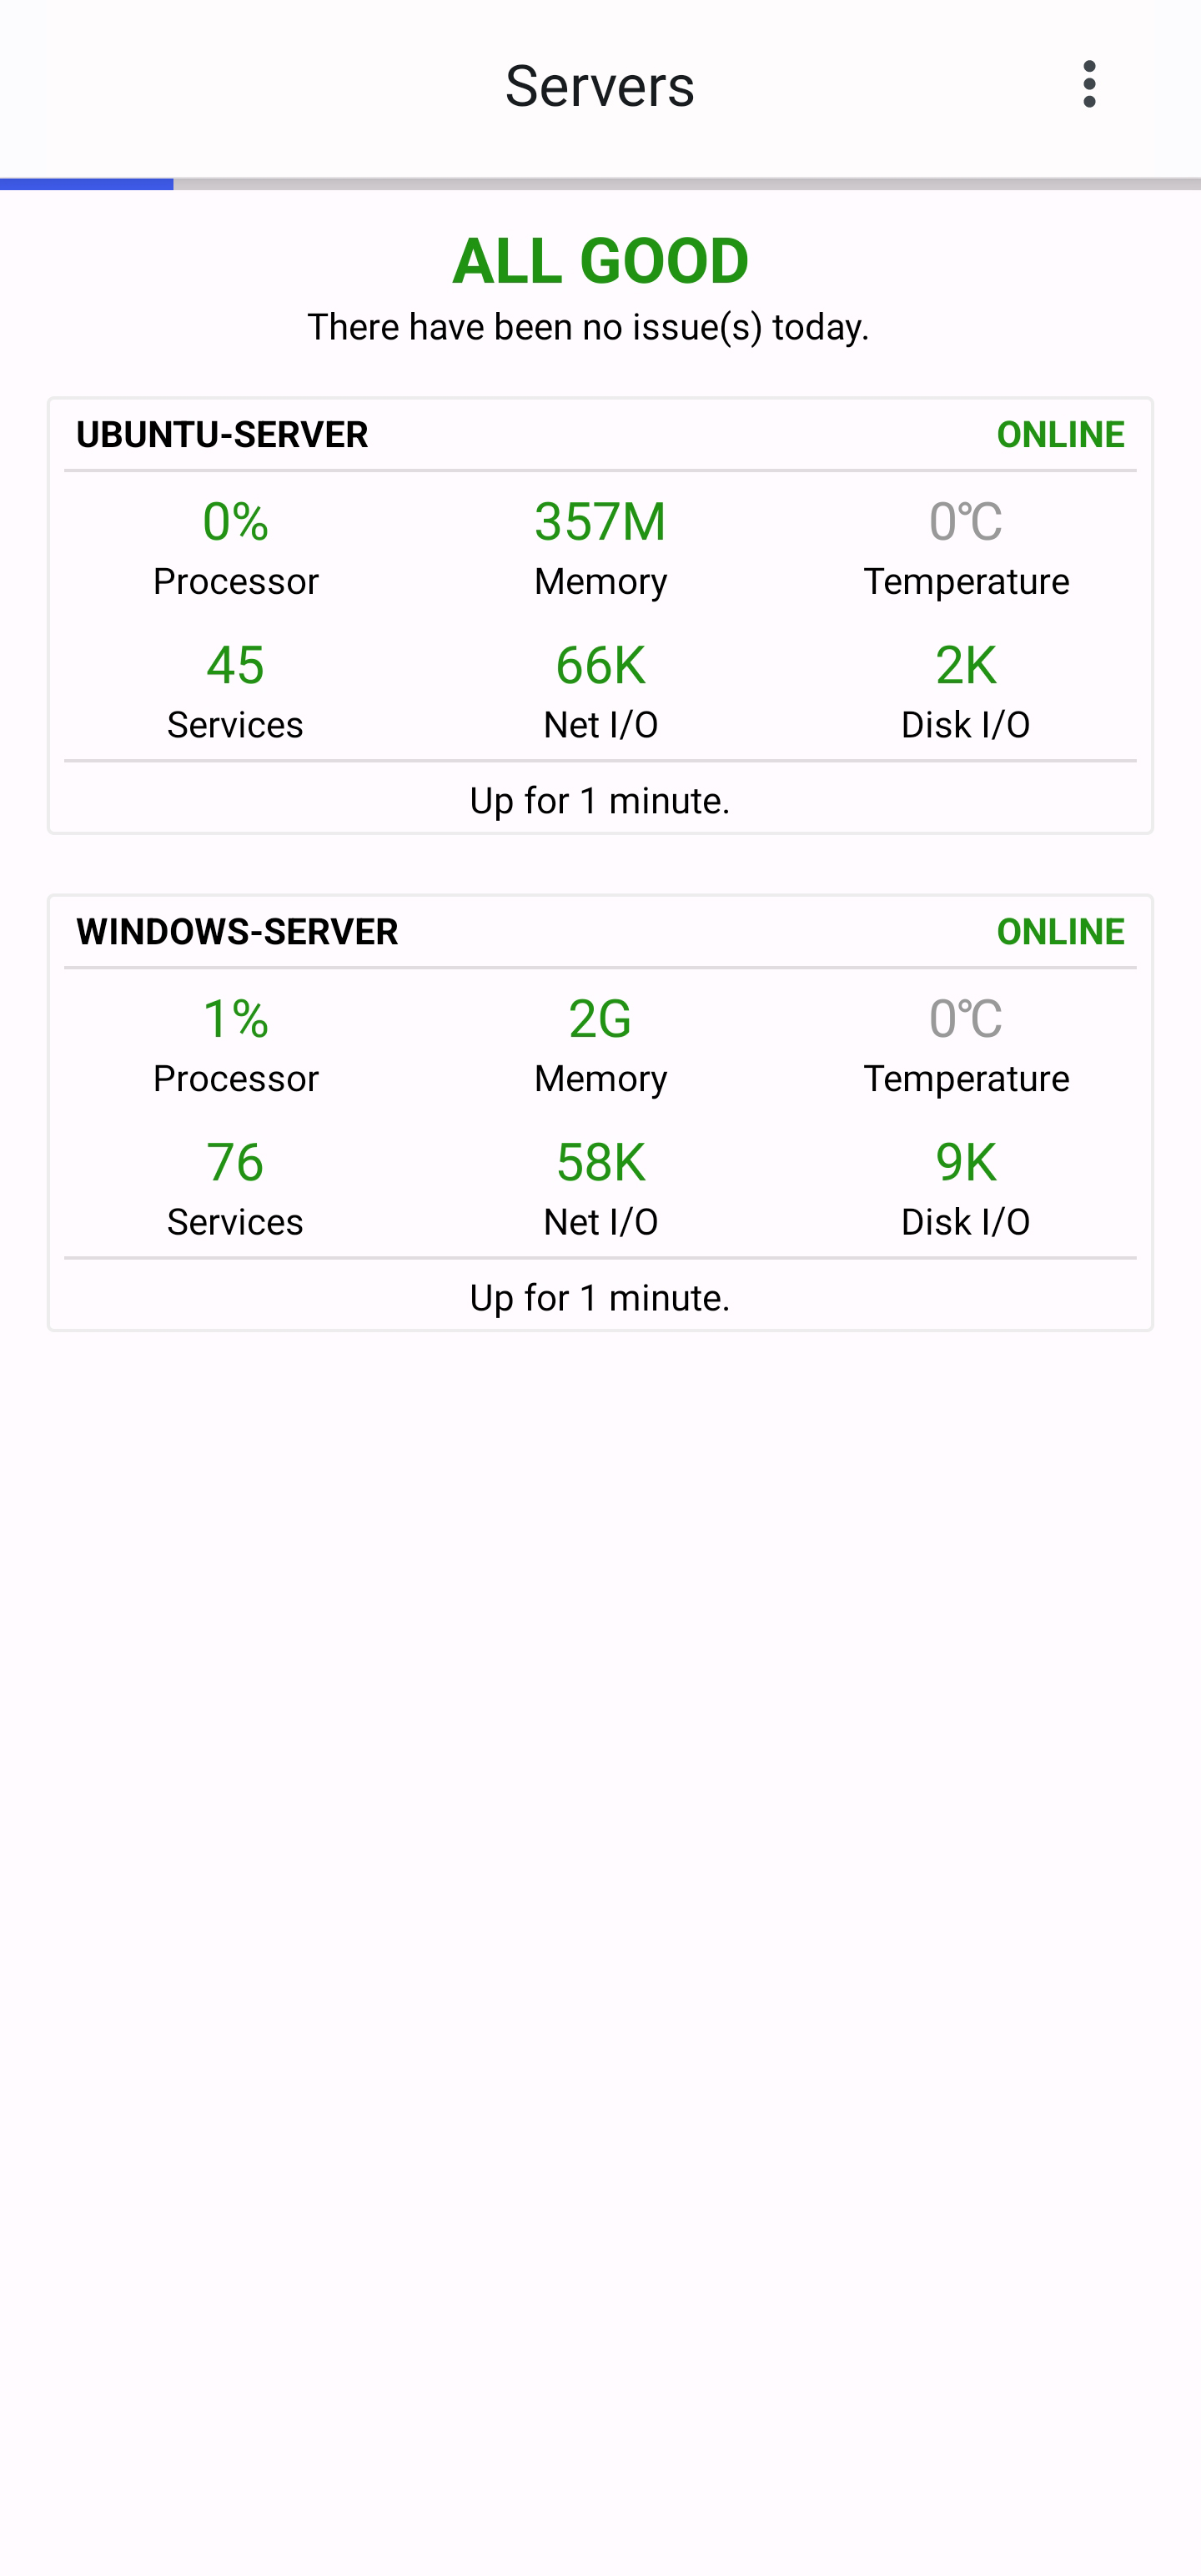 Servers
ALL GOOD
There have been no issue(s) today.
UBUNTU-SERVER ONLINE
0% 357M 0℃
Processor Memory Temperature
45 66K 2K
Services Net I/O Disk I/O
Up for 1 minute.
WINDOWS-SERVER ONLINE
1% 2G 0℃
Processor Memory Temperature
76 58K 9K
Services Net I/O Disk I/O
Up for 1 minute.